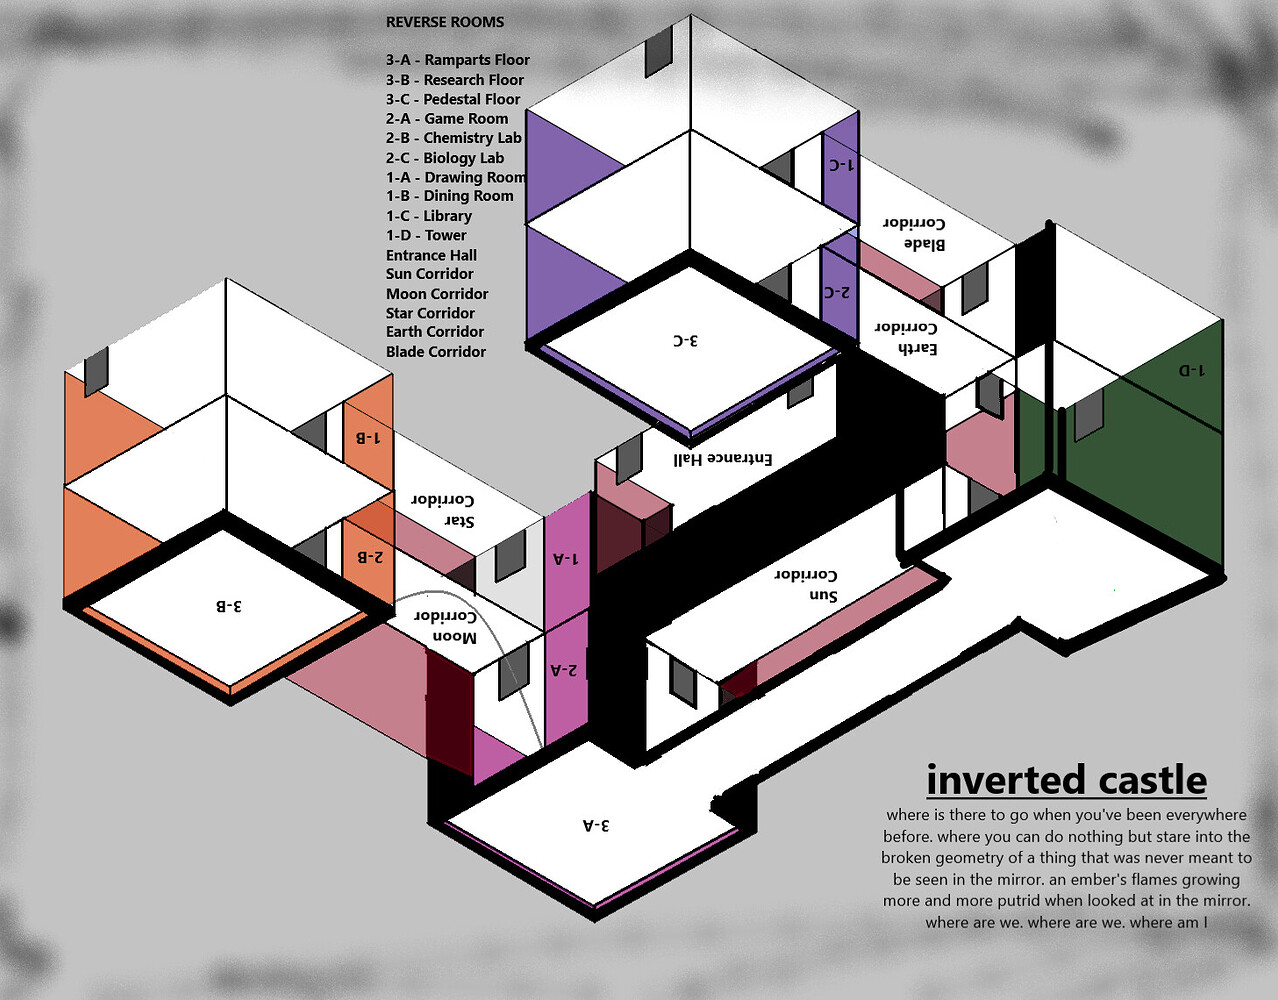 REVERSE ROOMS
3-A - Ramparts Floor
3-B - Research Floor
3-C - Pedestal Floor
2-A - Game Room
2-B - Chemistry Lab
2-C - Biology Lab
1-A - Drawing Room
1-B - Dining Room
1-C - Library
1-D - Tower
Entrance Hall
Sun Corridor
Moon Corridor
Star Corridor
Earth Corridor
Blade Corridor
1-C
Blade
Corridor
2-C
Earth
Corridor
3-C
1-D
Entrance Hall
1-B
Star
Corridor
2-B
1-A
3-B
Moon
Corridor
2-A
Sun
Corridor
3-A
inverted castle
where is there to go when you've been everywhere
before. where you can do nothing but stare into the
broken geometry of a thing that was never meant to
be seen in the mirror. an ember's flames growing
more and more putrid when looked at in the mirror.
where are we. where are we. where am I